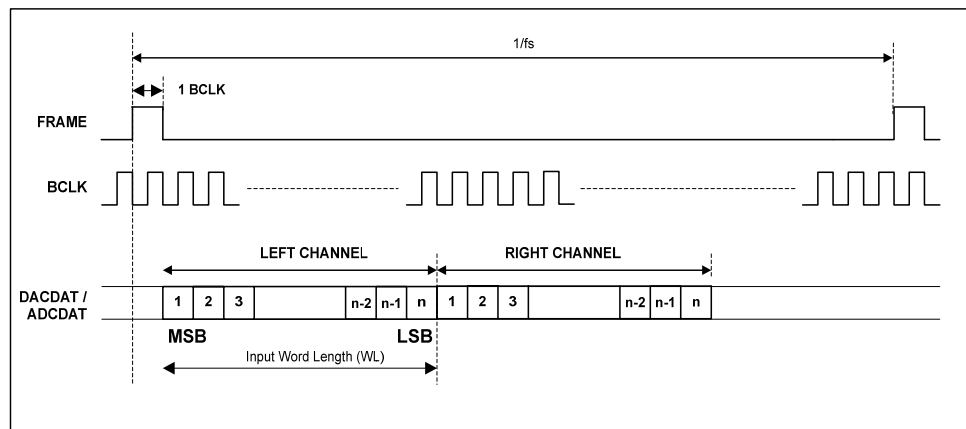 1/fs
1 BCLK
FRAME
BCLK
LEFT CHANNEL
RIGHT CHANNEL
DACDAT /
ADCDAT
1 2 3 n-2 n-1 n 1 2 3 n-2 n-1 n
MSB LSB
Input Word Length (WL)